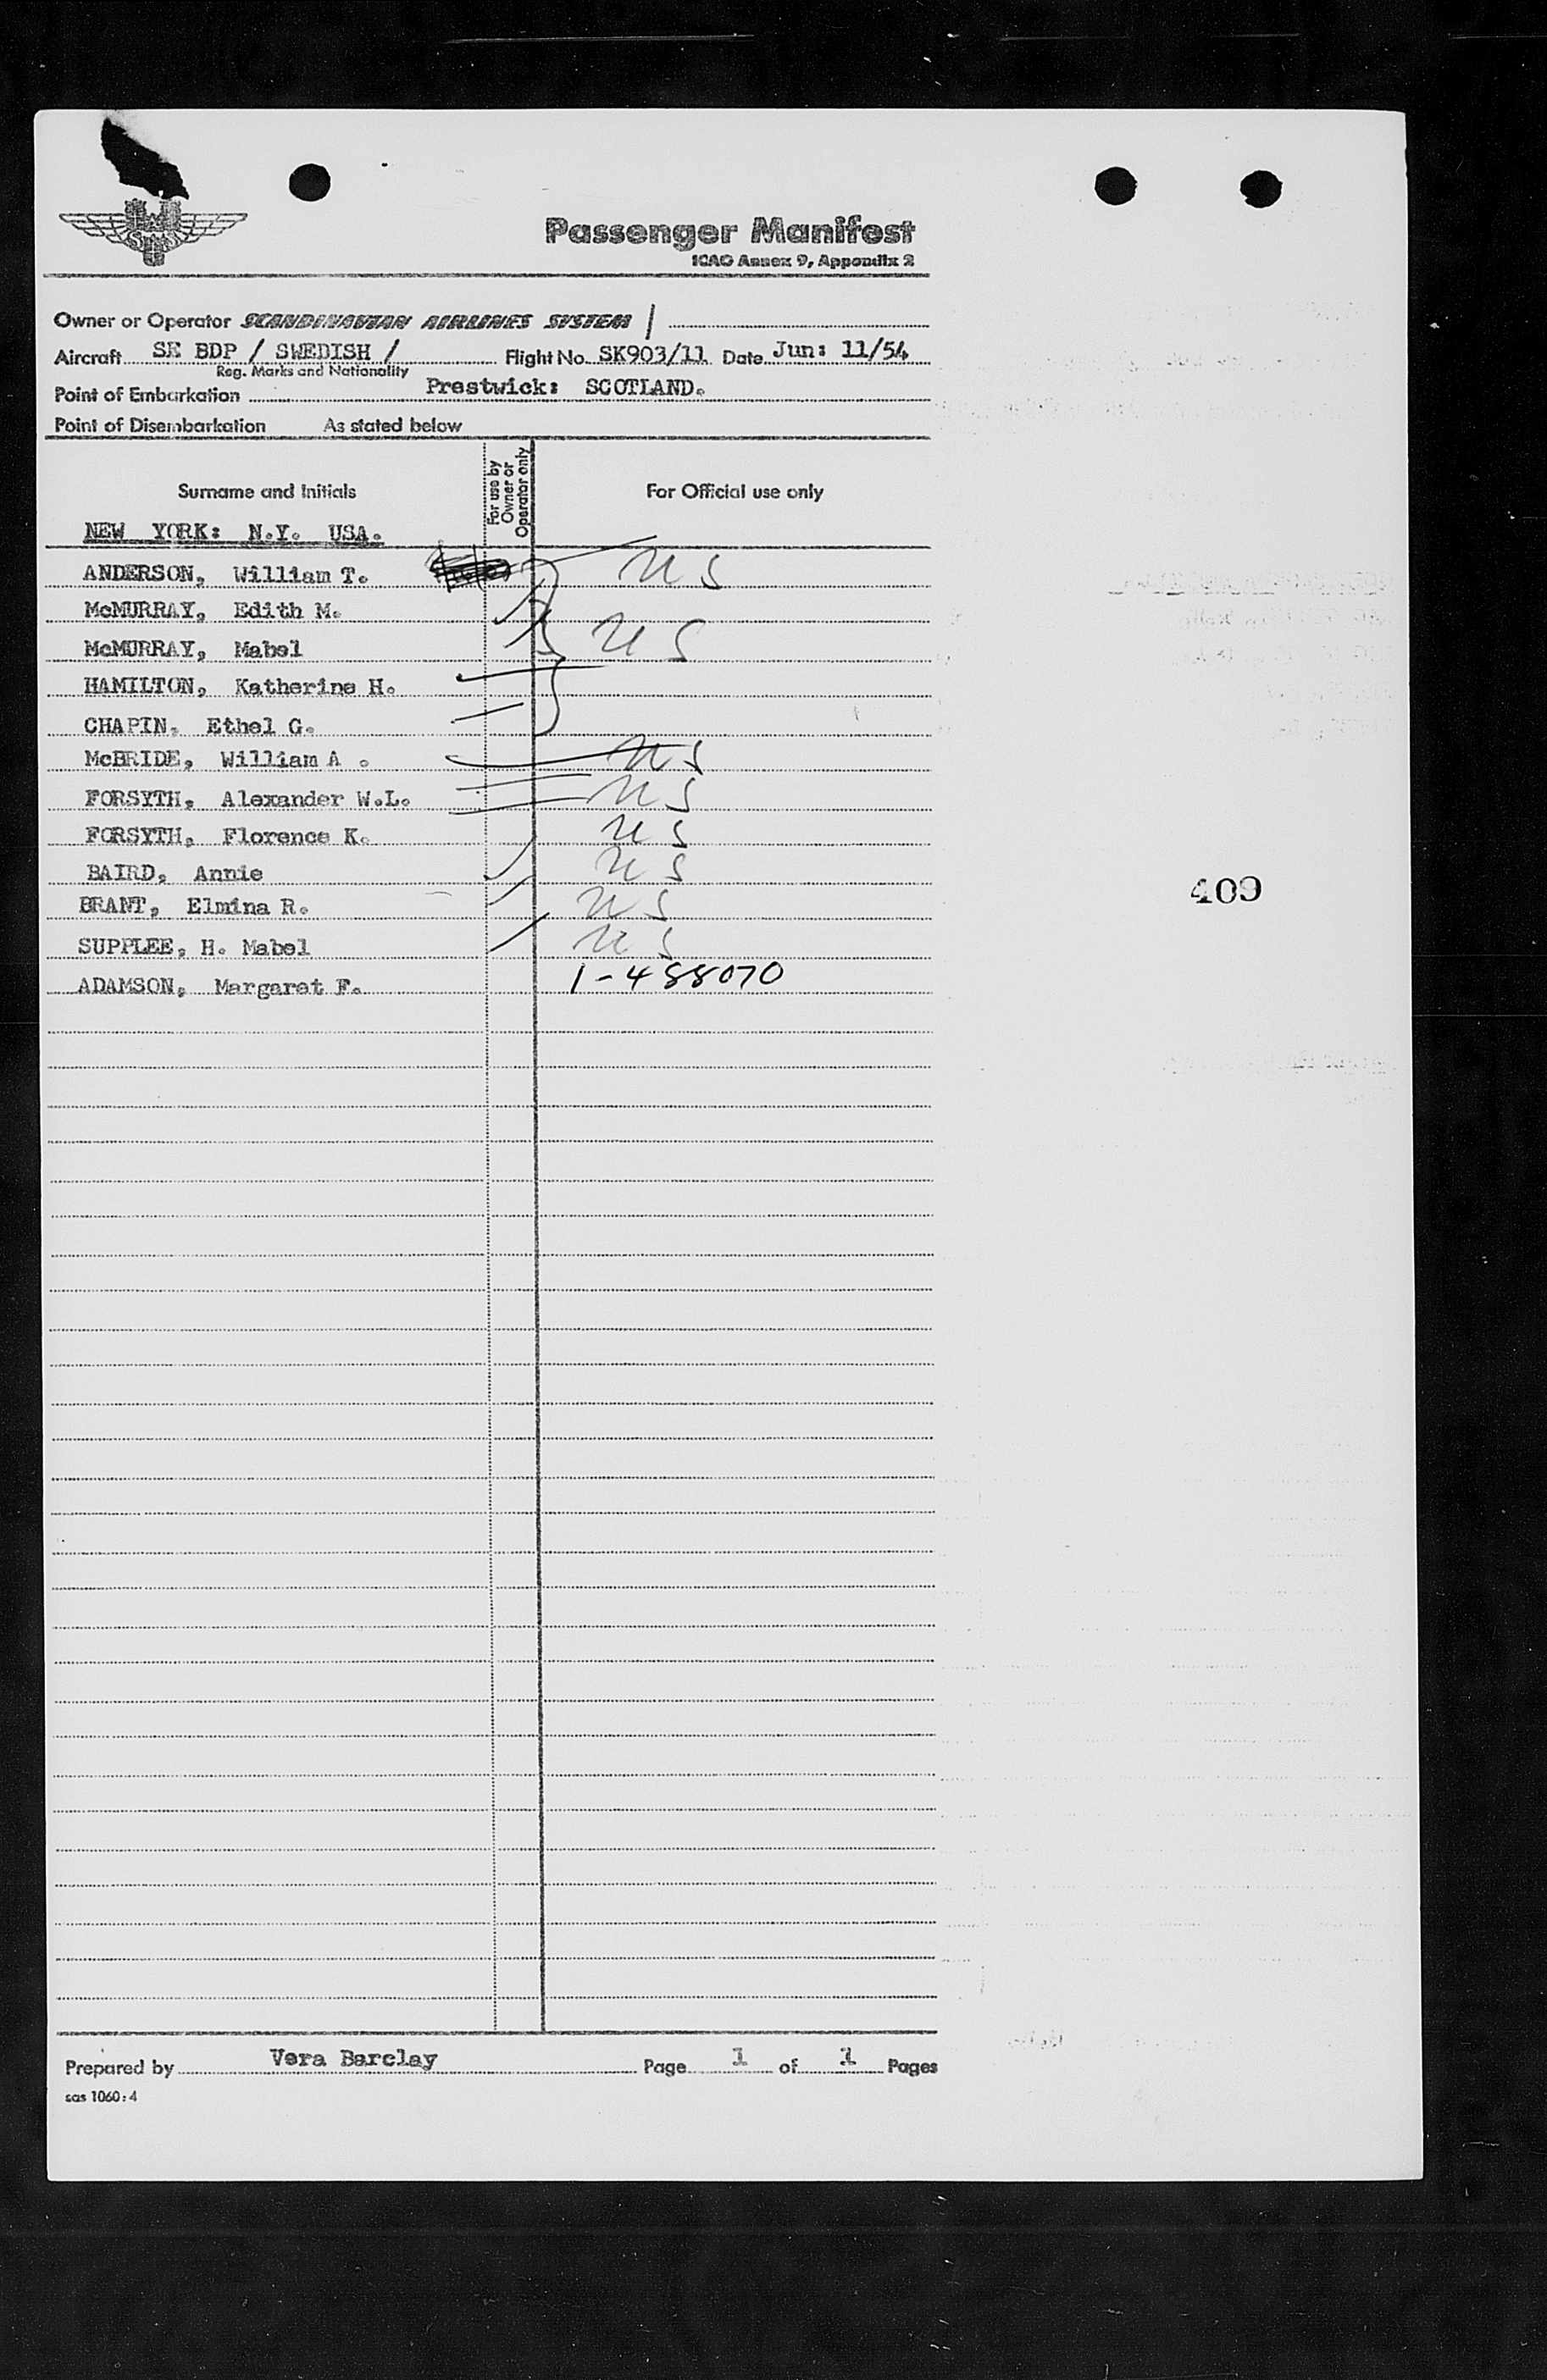 SAS
Passenger Manifest
ICAO Annex 9, Appendix 2
Owner or Operator SCANDINAVIAN AIRLINES SYSTEM /
Aircraft SE BDP / SWEDISH / Flight No. SK903/11 Date Jun: 11/54
Reg. Marks and Nationality
Point of Embarkation Prestwick: SCOTLAND.
Point of Disembarkation As stated below
Surname and Initials For use by Owner or Operator only For Official use only
NEW YORK: N.Y. USA.
ANDERSON, William T. US
McMURRAY, Edith M.
McMURRAY, Mabel US
HAMILTON, Katherine H.
CHAPIN, Ethel G.
McBRIDE, William A . US
FORSYTH, Alexander W.L. US
FORSYTH, Florence K. US
BAIRD, Annie US
409
BRANT, Elmina R. US
SUPPLEE, H. Mabel US
ADAMSON, Margaret F. 1-488070
Prepared by Vera Barclay Page 1 of 1 Pages
sas 1060:4